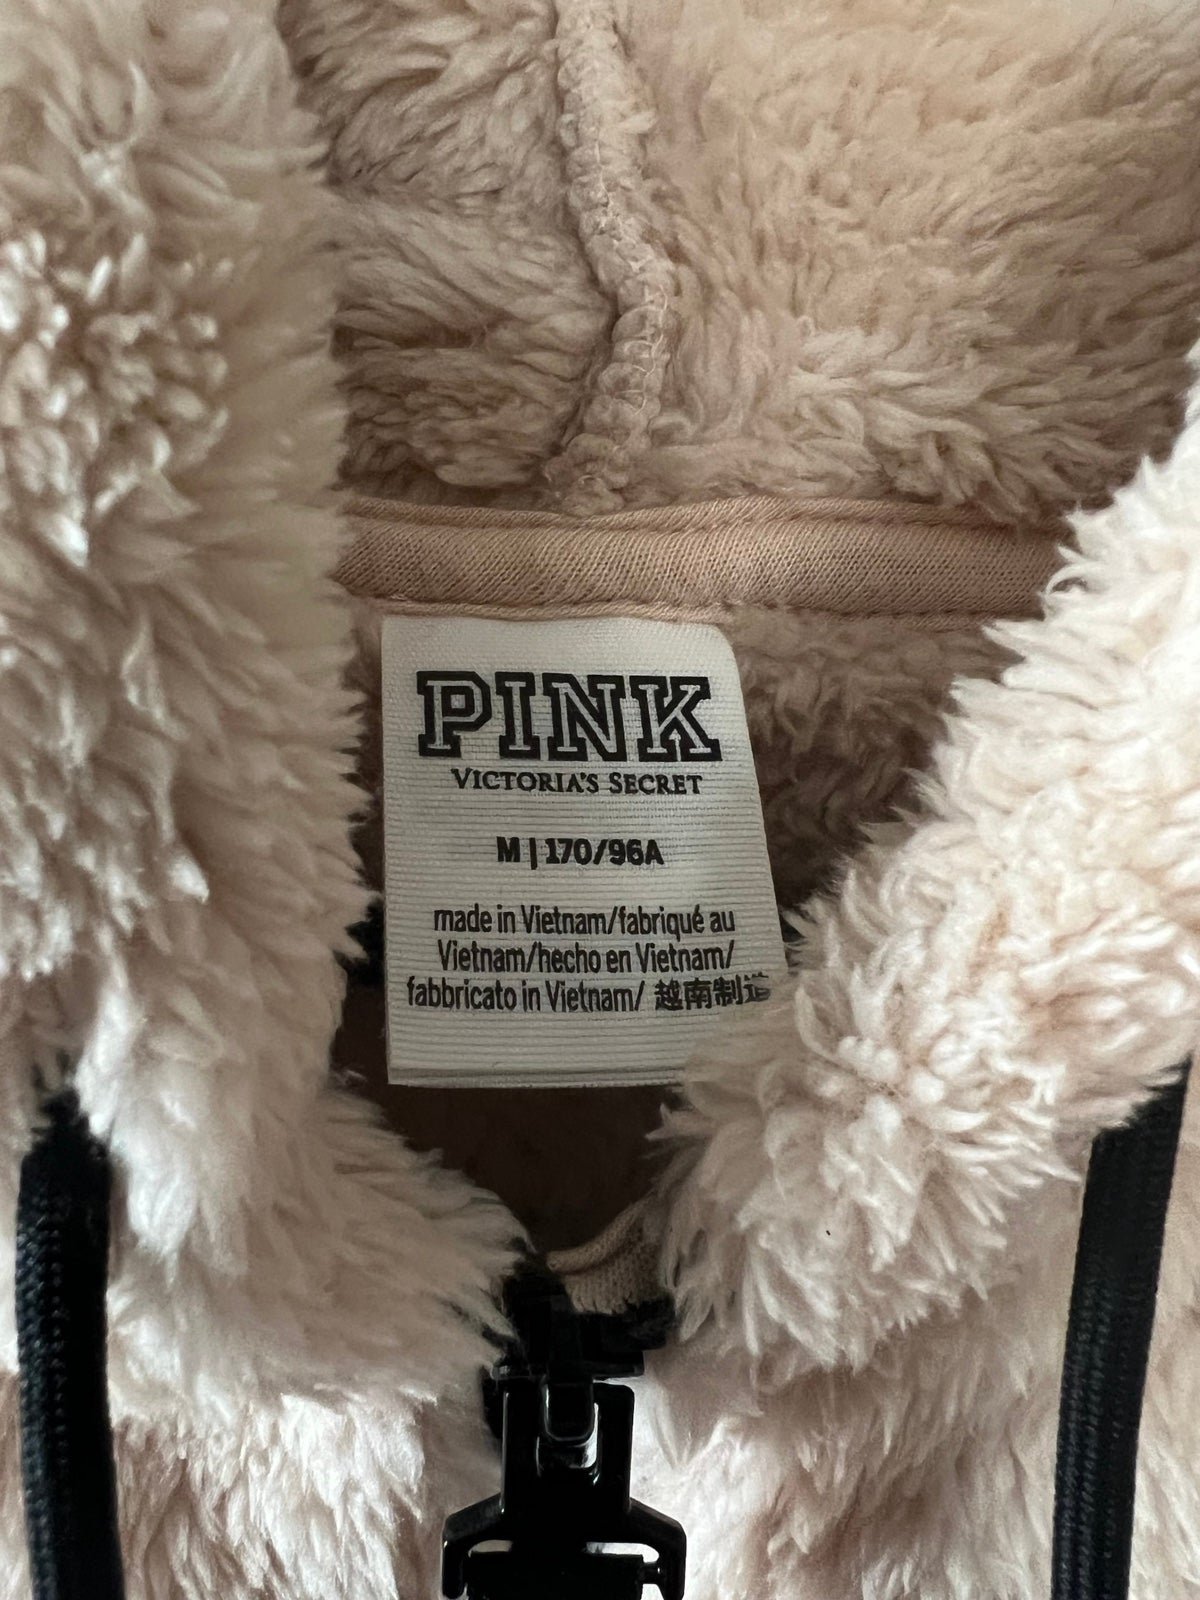 PINK
VICTORIA'S SECRET
M | 170/96A
made in Vietnam/fabriqué au
Vietnam/hecho en Vietnam/
fabbricato in Vietnam/ 越南制造